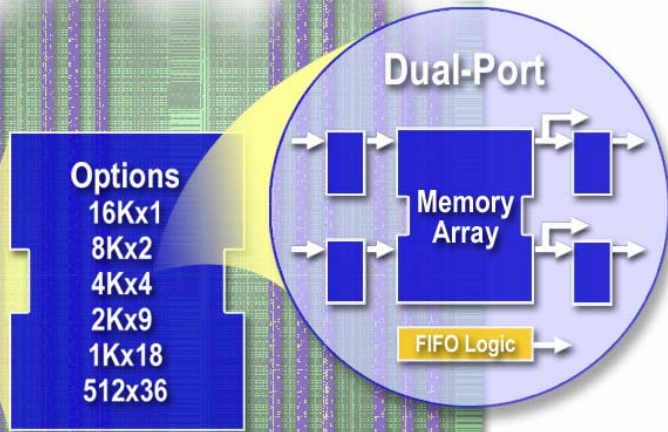 Options
16Kx1
8Kx2
4Kx4
2Kx9
1Kx18
512x36
Dual-Port
Memory
Array
FIFO Logic